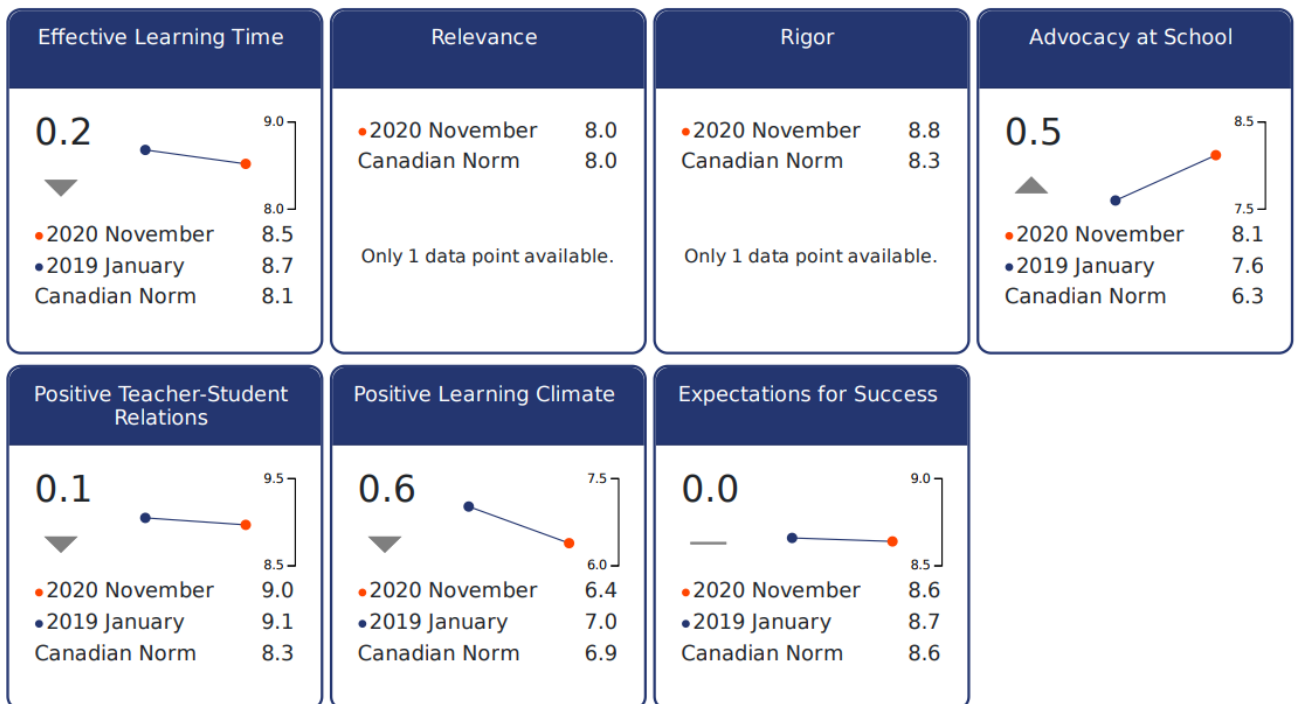 Effective Learning Time
0.2
9.0
8.0
2020 November 8.5
2019 January 8.7
Canadian Norm 8.1
Relevance
2020 November 8.0
Canadian Norm 8.0
Only 1 data point available.
Rigor
2020 November 8.8
Canadian Norm 8.3
Only 1 data point available.
Advocacy at School
0.5
8.5
7.5
2020 November 8.1
2019 January 7.6
Canadian Norm 6.3
Positive Teacher-Student
Relations
0.1
9.5
8.5
2020 November 9.0
2019 January 9.1
Canadian Norm 8.3
Positive Learning Climate
0.6
7.5
6.0
2020 November 6.4
2019 January 7.0
Canadian Norm 6.9
Expectations for Success
0.0
9.0
8.5
2020 November 8.6
2019 January 8.7
Canadian Norm 8.6